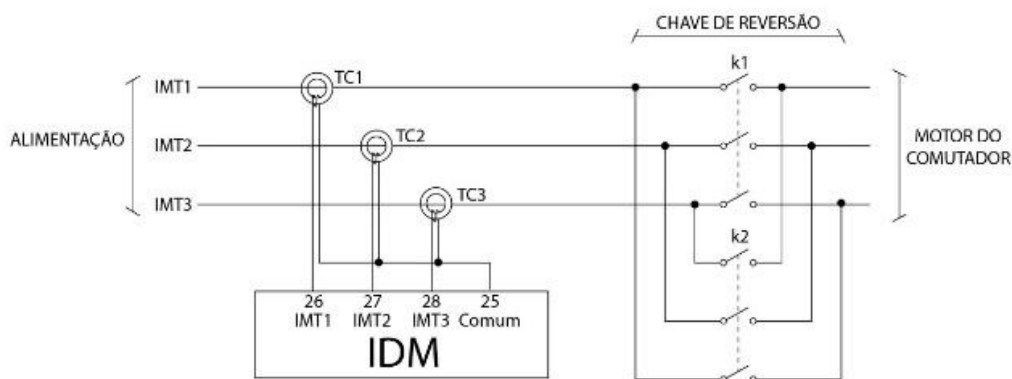 CHAVE DE REVERSÃO
k1
TC1
IMT1
TC2
ALIMENTAÇÃO
IMT2
MOTOR DO
COMUTADOR
TC3
IMT3
k2
26 27 28 25
IMT1 IMT2 IMT3 Comum
IDM